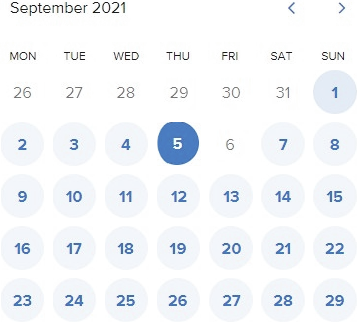 September 2021
MON TUE WED THU FRI SAT SUN
26 27 28 29 30 31 1
2 3 4 5 6 7 8
9 10 11 12 13 14 15
16 17 18 19 20 21 22
23 24 25 26 27 28 29